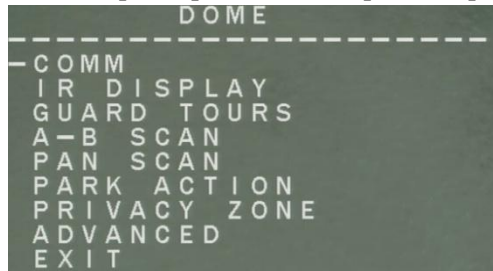 DOME
-COMM
IR DISPLAY
GUARD TOURS
A-B SCAN
PAN SCAN
PARK ACTION
PRIVACY ZONE
ADVANCED
EXIT